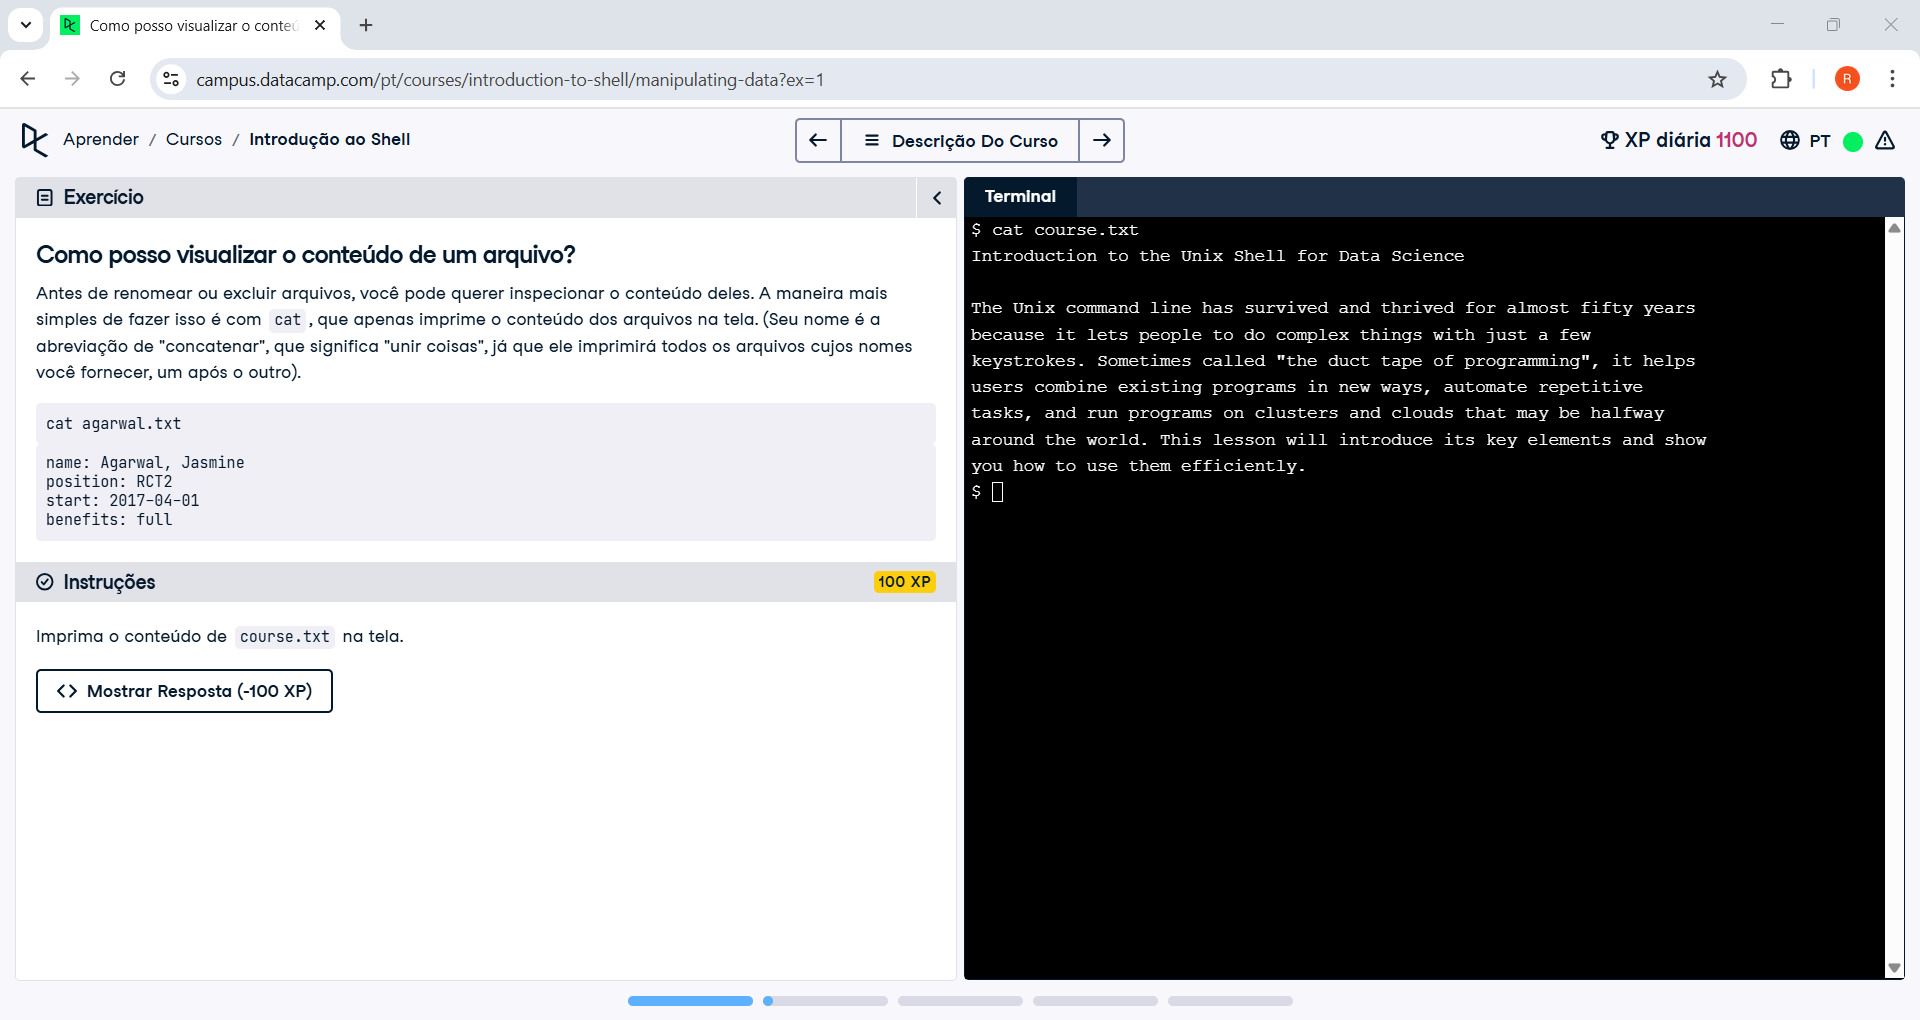 Como posso visualizar o conteú
campus.datacamp.com/pt/courses/introduction-to-shell/manipulating-data?ex=1
R
Aprender / Cursos / Introdução ao Shell
Descrição Do Curso
XP diária 1100
PT
Exercício
Como posso visualizar o conteúdo de um arquivo?
Antes de renomear ou excluir arquivos, você pode querer inspecionar o conteúdo deles. A maneira mais
simples de fazer isso é com cat, que apenas imprime o conteúdo dos arquivos na tela. (Seu nome é a
abreviação de "concatenar", que significa "unir coisas", já que ele imprimirá todos os arquivos cujos nomes
você fornecer, um após o outro).
cat agarwal.txt
name: Agarwal, Jasmine
position: RCT2
start: 2017-04-01
benefits: full
Instruções
100 XP
Imprima o conteúdo de course.txt na tela.
<> Mostrar Resposta (-100 XP)
Terminal
$ cat course.txt
Introduction to the Unix Shell for Data Science
The Unix command line has survived and thrived for almost fifty years
because it lets people to do complex things with just a few
keystrokes. Sometimes called "the duct tape of programming", it helps
users combine existing programs in new ways, automate repetitive
tasks, and run programs on clusters and clouds that may be halfway
around the world. This lesson will introduce its key elements and show
you how to use them efficiently.
$